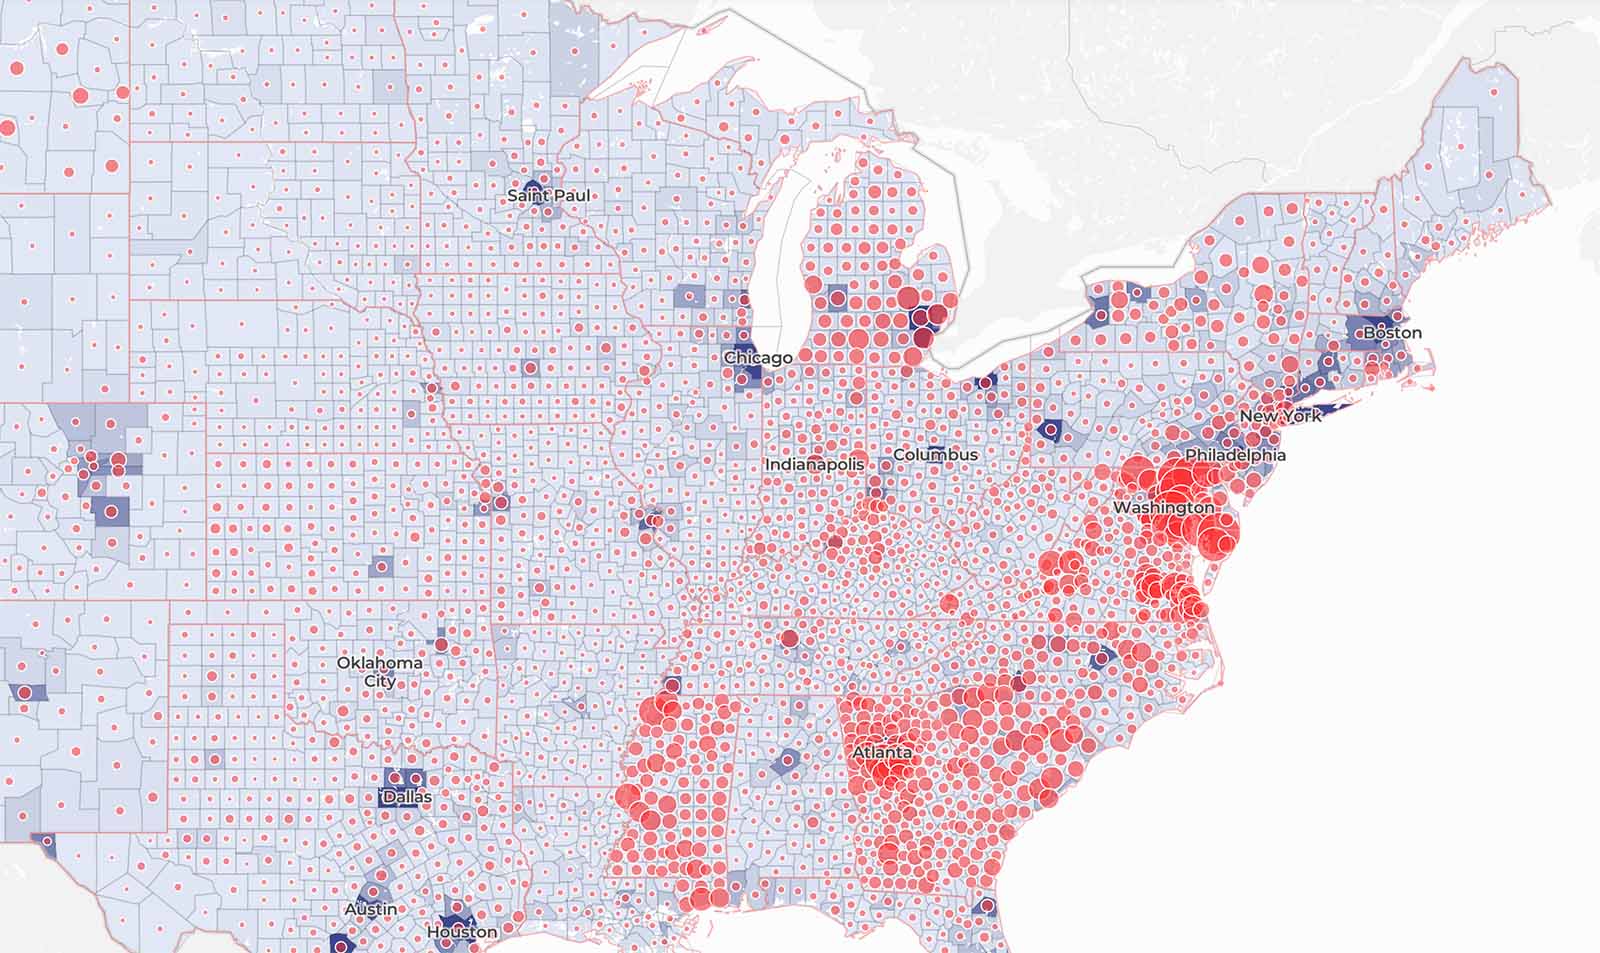 Saint Paul
Boston
Chicago
New York
Columbus
Philadelphia
Indianapolis
Washington
Oklahoma
City
Atlanta
Dallas
Austin
Houston